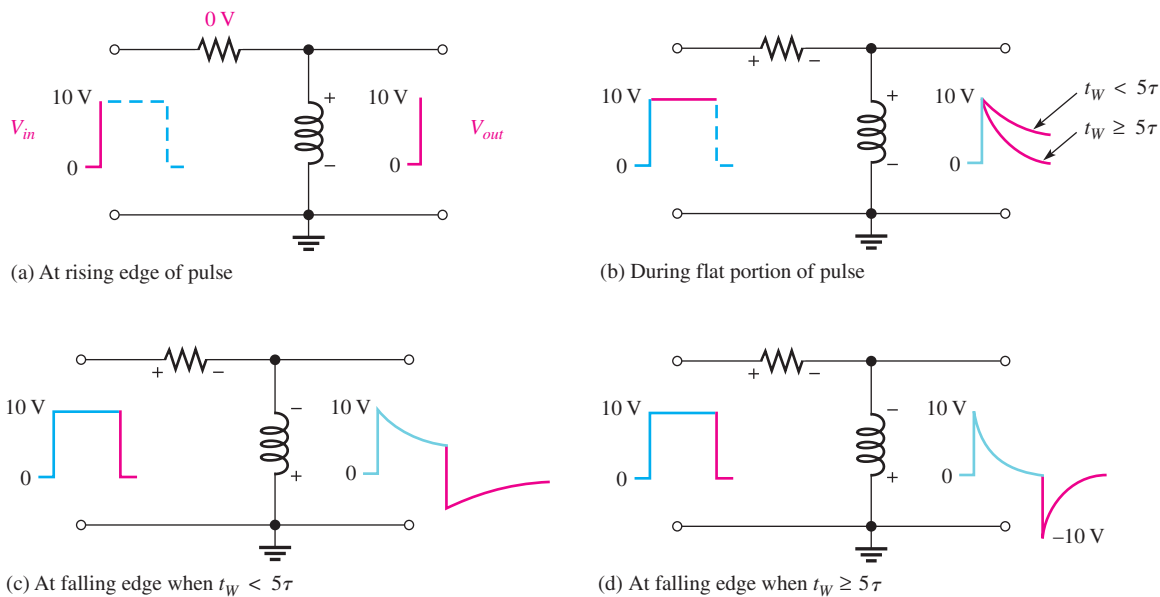 0 V
+
10 V
V_in
0
−
10 V
V_out
0
(a) At rising edge of pulse
+ −
+
10 V
0
−
10 V
0
t_W < 5τ
t_W ≥ 5τ
(b) During flat portion of pulse
+ −
−
10 V
0
+
10 V
0
(c) At falling edge when t_W < 5τ
+ −
−
10 V
0
+
10 V
0
–10 V
(d) At falling edge when t_W ≥ 5τ